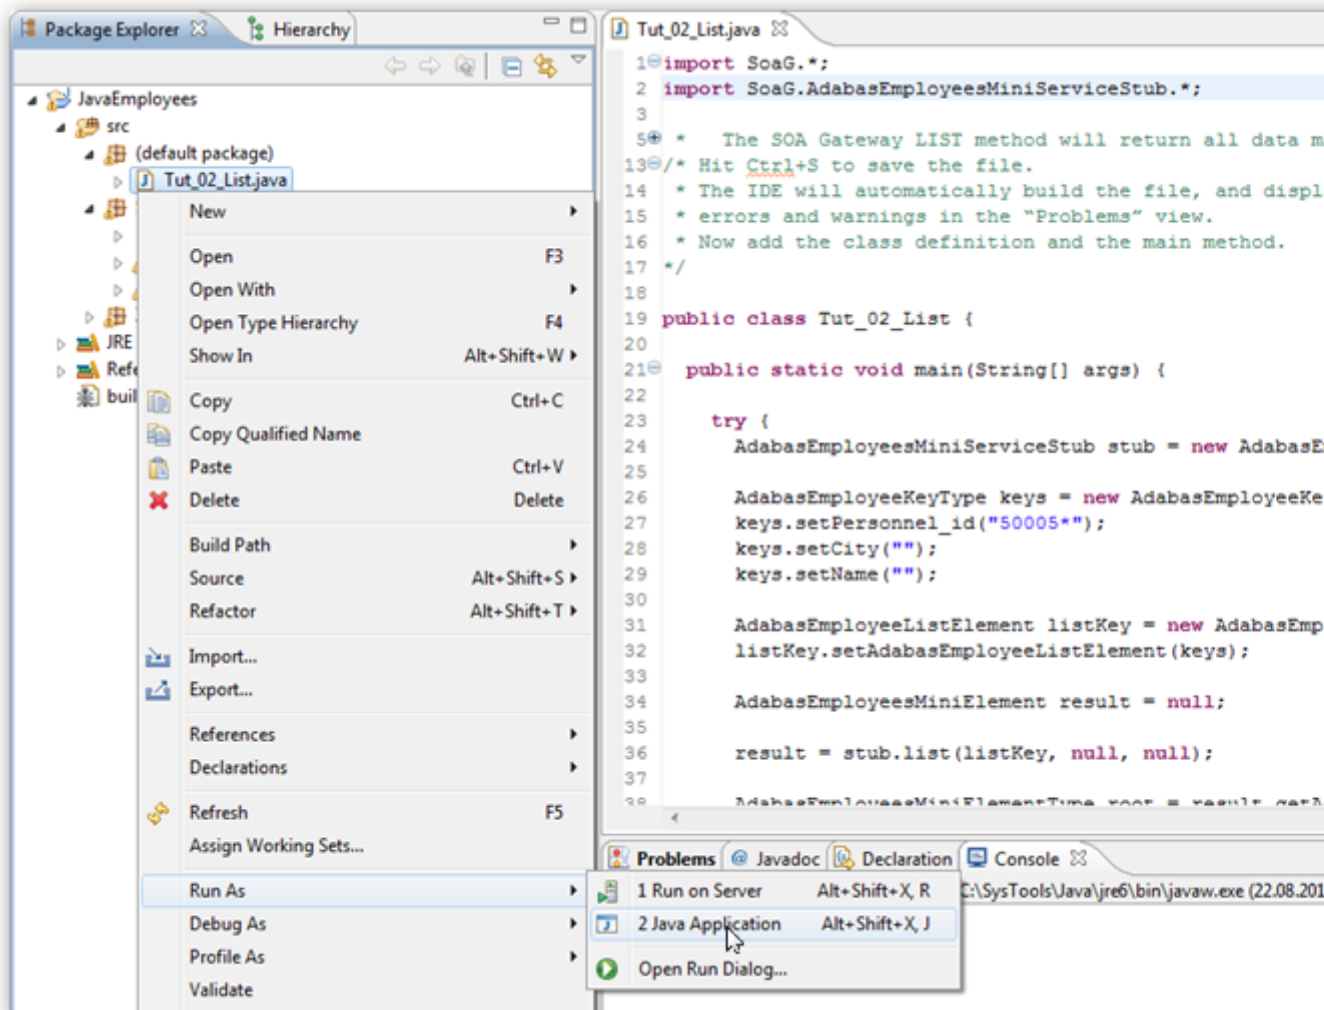 Package Explorer
Hierarchy
JavaEmployees
src
(default package)
Tut_02_List.java
JRE
Refe
buil
New
Open F3
Open With
Open Type Hierarchy F4
Show In Alt+Shift+W
Copy Ctrl+C
Copy Qualified Name
Paste Ctrl+V
Delete Delete
Build Path
Source Alt+Shift+S
Refactor Alt+Shift+T
Import...
Export...
References
Declarations
Refresh F5
Assign Working Sets...
Run As
Debug As
Profile As
Validate
1 Run on Server Alt+Shift+X, R
2 Java Application Alt+Shift+X, J
Open Run Dialog...
Tut_02_List.java
1 import SoaG.*;
2 import SoaG.AdabasEmployeesMiniServiceStub.*;
3
5 * The SOA Gateway LIST method will return all data m
13 /* Hit Ctrl+S to save the file.
14 * The IDE will automatically build the file, and displ
15 * errors and warnings in the “Problems” view.
16 * Now add the class definition and the main method.
17 */
18
19 public class Tut_02_List {
20
21 public static void main(String[] args) {
22
23 try {
24 AdabasEmployeesMiniServiceStub stub = new AdabasE
25
26 AdabasEmployeeKeyType keys = new AdabasEmployeeKe
27 keys.setPersonnel_id("50005*");
28 keys.setCity("");
29 keys.setName("");
30
31 AdabasEmployeeListElement listKey = new AdabasEmp
32 listKey.setAdabasEmployeeListElement(keys);
33
34 AdabasEmployeesMiniElement result = null;
35
36 result = stub.list(listKey, null, null);
37
38 AdabasEmployeesMiniElementType root = result.getA
Problems
Javadoc
Declaration
Console
C:\SysTools\Java\jre6\bin\javaw.exe (22.08.201